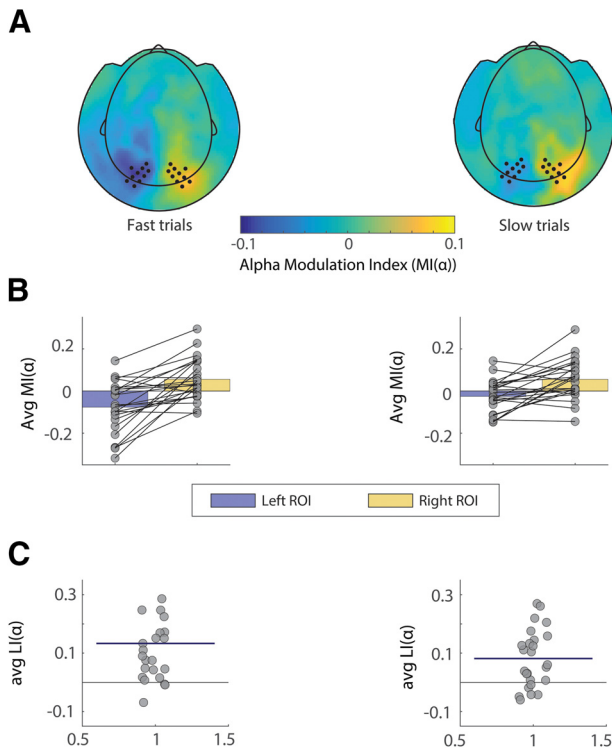 A
Fast trials
Slow trials
-0.1 0 0.1
Alpha Modulation Index (MI(α))
B
Avg MI(α)
0.2
0
-0.2
Avg MI(α)
0.2
0
-0.2
Left ROI Right ROI
C
avg LI(α)
0.3
0.1
-0.1
0.5 1 1.5
avg LI(α)
0.3
0.1
-0.1
0.5 1 1.5